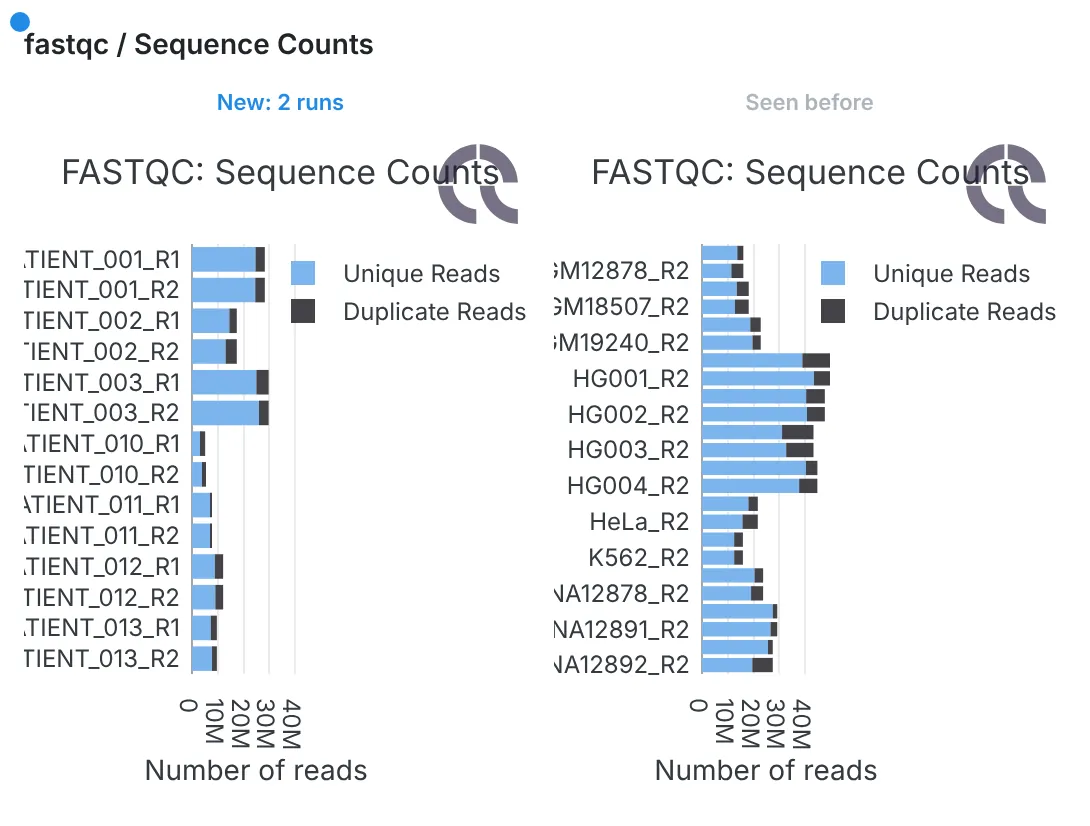 fastqc / Sequence Counts
New: 2 runs
FASTQC: Sequence Counts
TIENT_001_R1
TIENT_001_R2
TIENT_002_R1
TIENT_002_R2
TIENT_003_R1
TIENT_003_R2
TIENT_010_R1
TIENT_010_R2
ATIENT_011_R1
TIENT_011_R2
TIENT_012_R1
TIENT_012_R2
TIENT_013_R1
TIENT_013_R2
Unique Reads
Duplicate Reads
0
10M
20M
30M
40M
Number of reads
Seen before
FASTQC: Sequence Counts
GM12878_R2
GM18507_R2
GM19240_R2
HG001_R2
HG002_R2
HG003_R2
HG004_R2
HeLa_R2
K562_R2
NA12878_R2
NA12891_R2
NA12892_R2
Unique Reads
Duplicate Reads
0
10M
20M
30M
40M
Number of reads